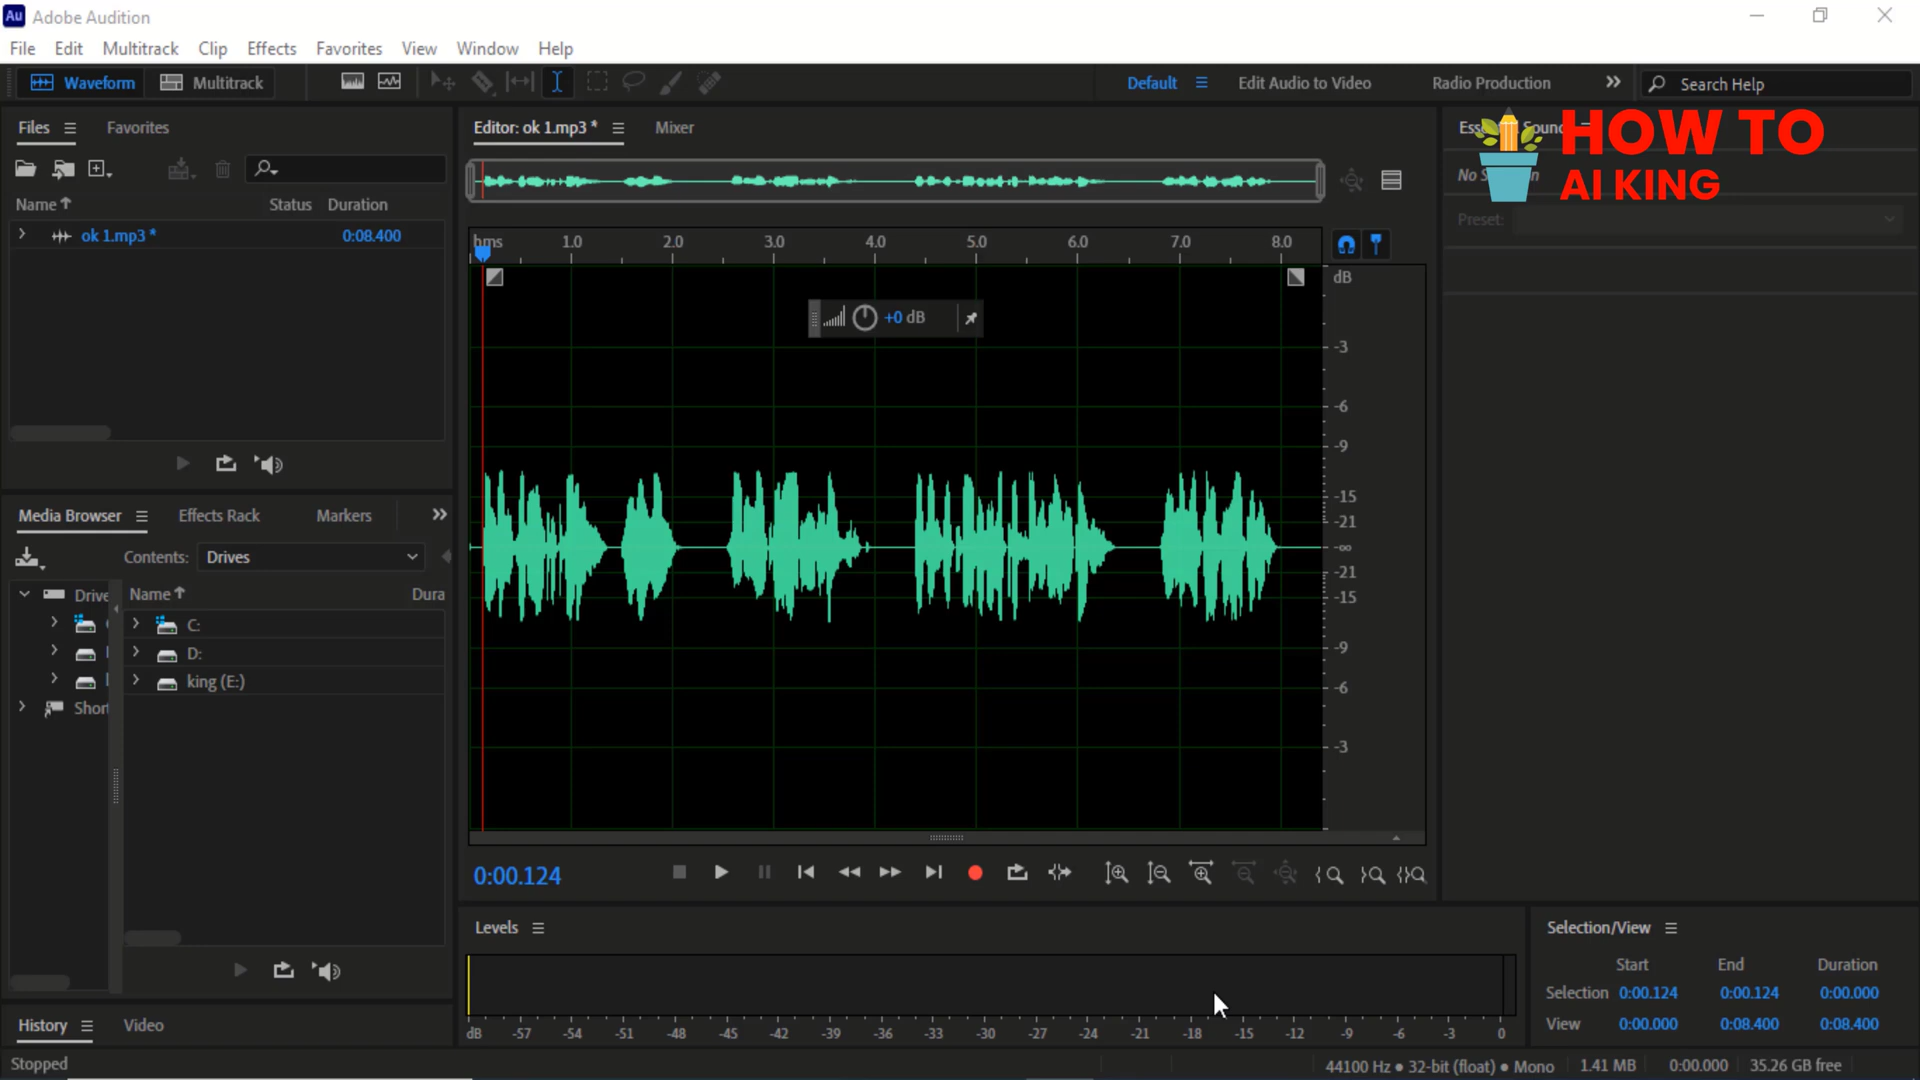 Au Adobe Audition
File Edit Multitrack Clip Effects Favorites View Window Help
Waveform Multitrack Default Edit Audio to Video Radio Production Search Help
Files Favorites
Name Status Duration
ok 1.mp3 * 0:08.400
Editor: ok 1.mp3 * Mixer
hms 1.0 2.0 3.0 4.0 5.0 6.0 7.0 8.0
+0 dB
dB
-3
-6
-9
-15
-21
-∞
-21
-15
-9
-6
-3
HOW TO
AI KING
Preset:
Media Browser Effects Rack Markers
Contents: Drives
Name Dura
Drive
C:
D:
king (E:)
Short
0:00.124
Levels
dB -57 -54 -51 -48 -45 -42 -39 -36 -33 -30 -27 -24 -21 -18 -15 -12 -9 -6 -3 0
Selection/View
Start End Duration
Selection 0:00.124 0:00.124 0:00.000
View 0:00.000 0:08.400 0:08.400
History Video
Stopped
44100 Hz ● 32-bit (float) ● Mono 1.41 MB 0:00.000 35.26 GB free